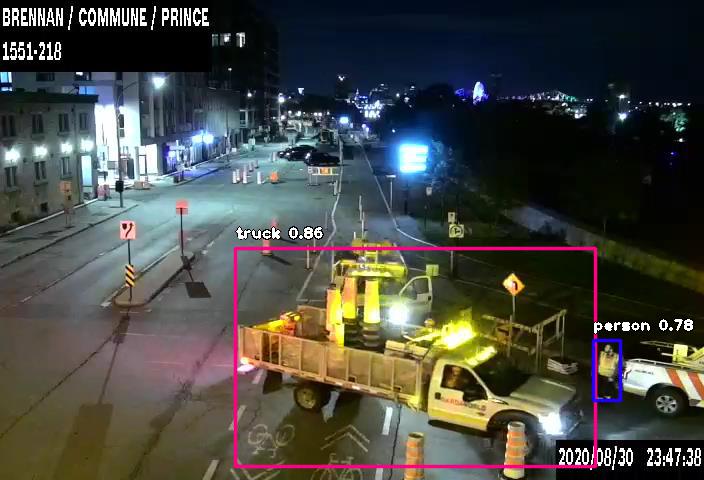 BRENNAN / COMMUNE / PRINCE
1551-218
truck 0.86
person 0.78
2020/08/30 23:47:38